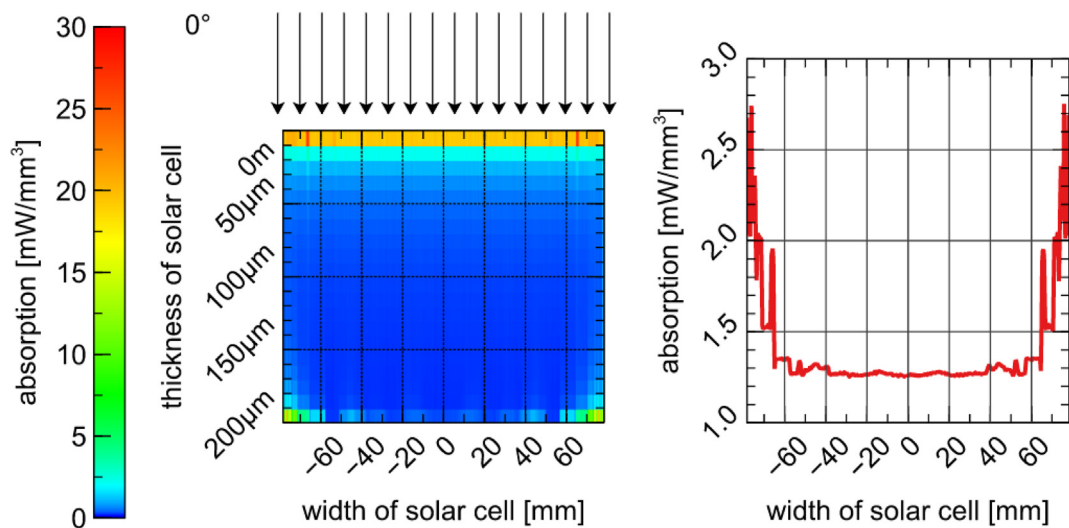 absorption [mW/mm³]
30
25
20
15
10
5
0
0°
thickness of solar cell
0m
50μm
100μm
150μm
200μm
−60
−40
−20
0
20
40
60
width of solar cell [mm]
absorption [mW/mm³]
3.0
2.5
2.0
1.5
1.0
−60
−40
−20
0
20
40
60
width of solar cell [mm]